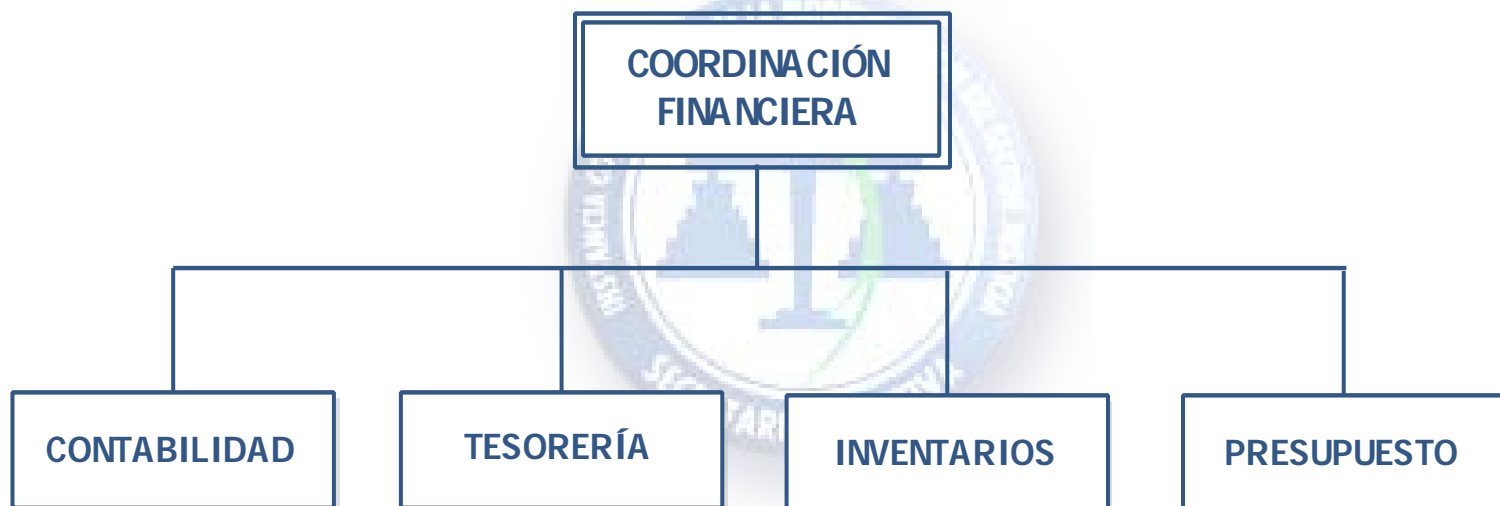 COORDINACIÓN
FINANCIERA
CONTABILIDAD
TESORERÍA
INVENTARIOS
PRESUPUESTO